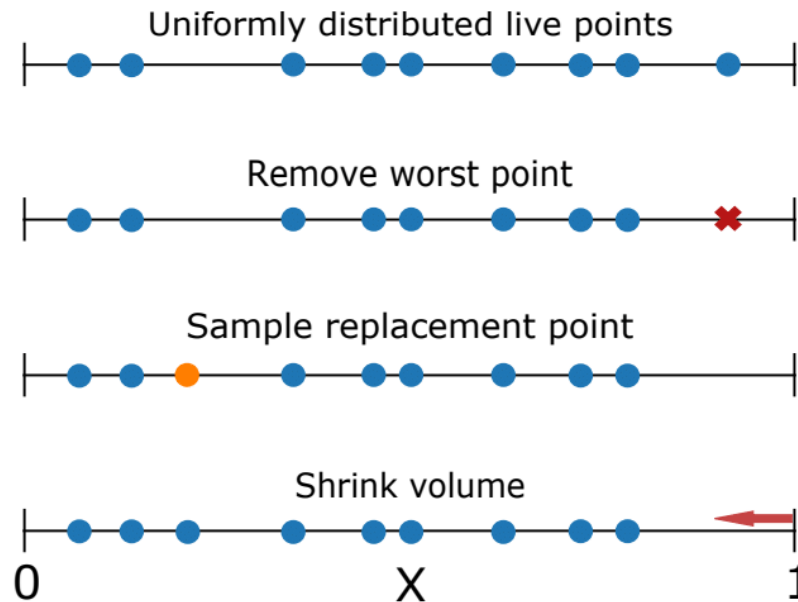 Uniformly distributed live points
Remove worst point
Sample replacement point
Shrink volume
0 X 1